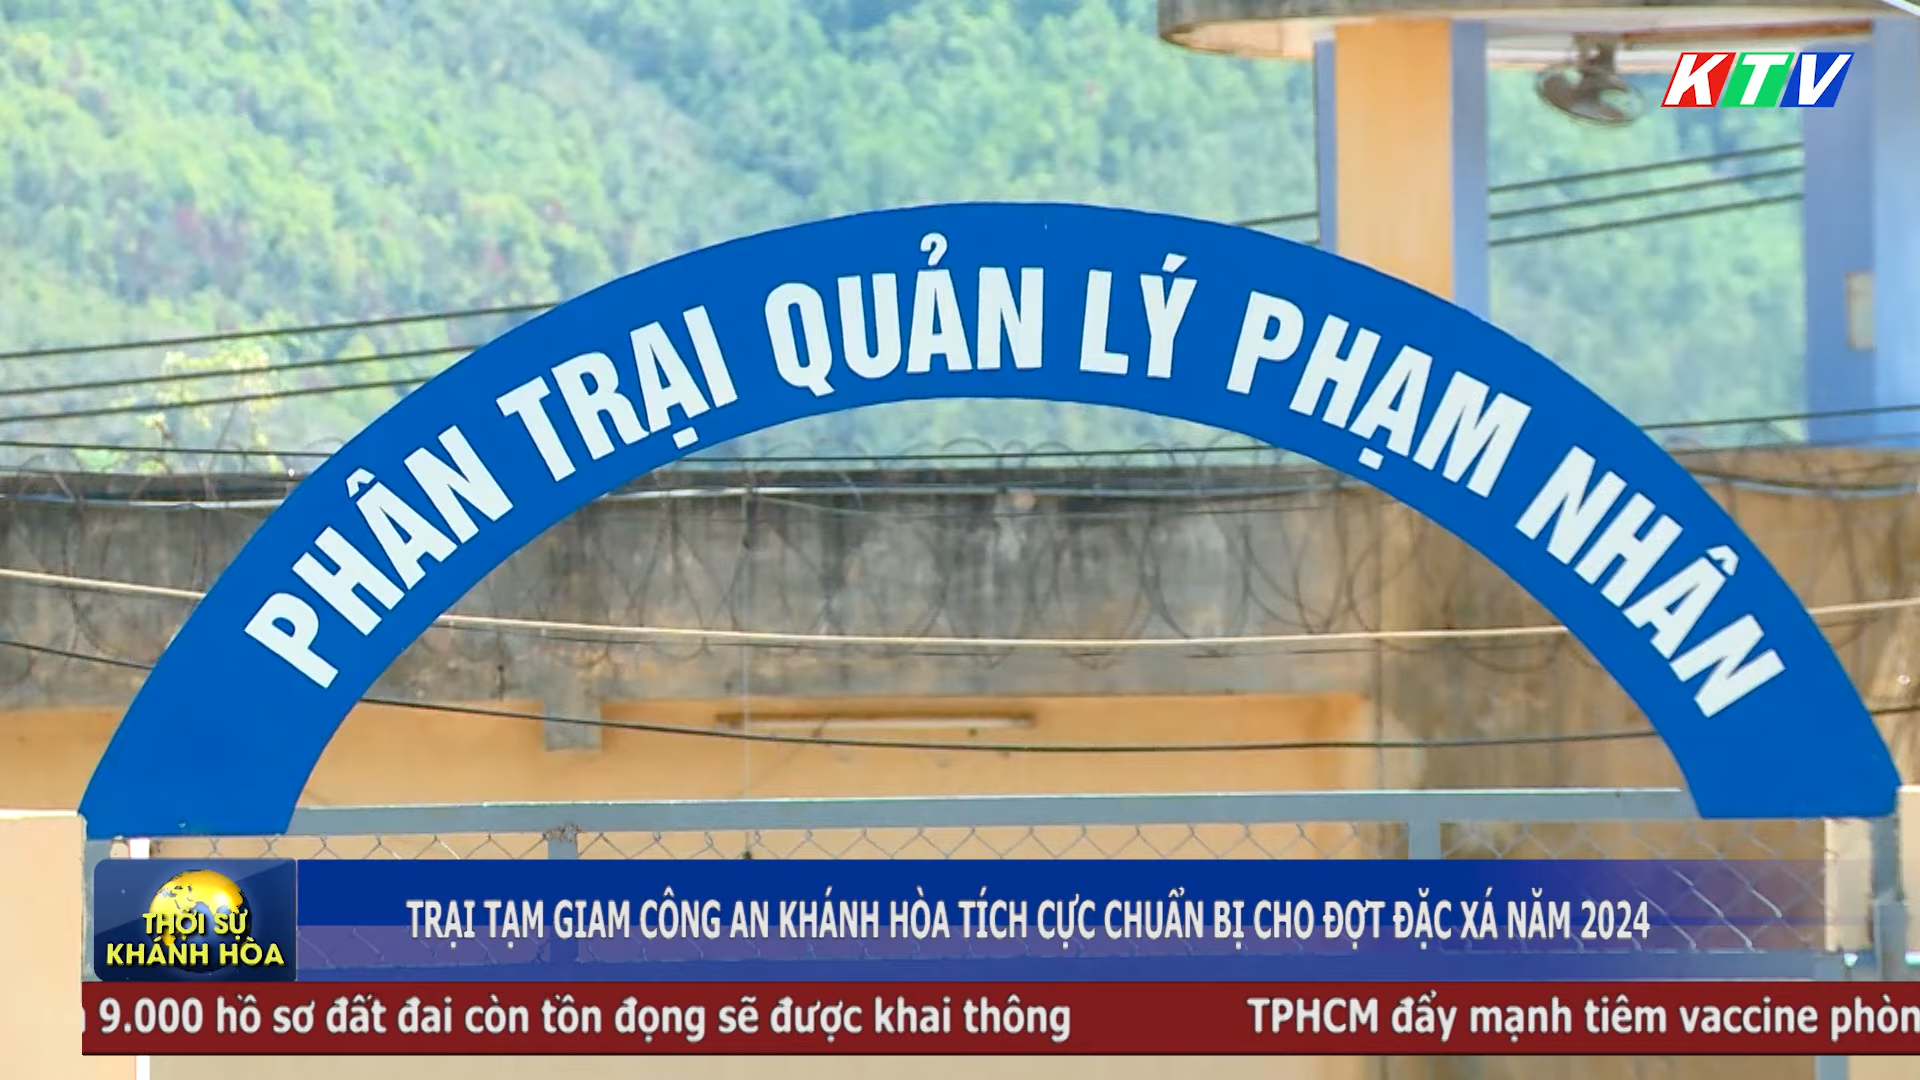 KTV
PHÂN TRẠI QUẢN LÝ PHẠM NHÂN
THỜI SỰ
KHÁNH HÒA
TRẠI TẠM GIAM CÔNG AN KHÁNH HÒA TÍCH CỰC CHUẨN BỊ CHO ĐỢT ĐẶC XÁ NĂM 2024
9.000 hồ sơ đất đai còn tồn đọng sẽ được khai thông TPHCM đẩy mạnh tiêm vaccine